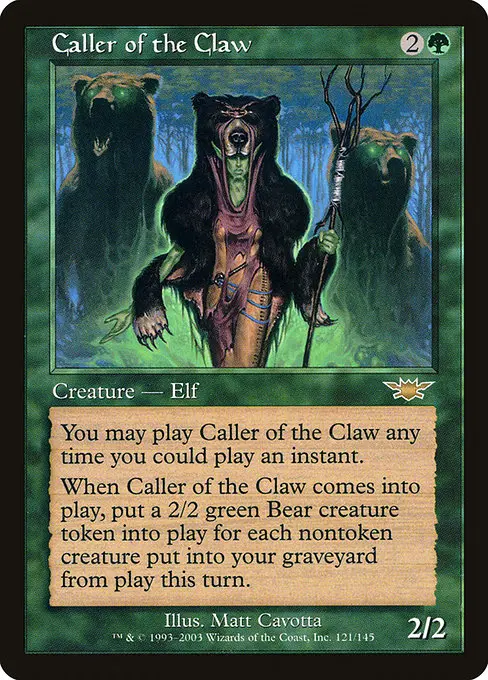 Caller of the Claw 2
Creature — Elf
You may play Caller of the Claw any
time you could play an instant.
When Caller of the Claw comes into
play, put a 2/2 green Bear creature
token into play for each nontoken
creature put into your graveyard
from play this turn.
Illus. Matt Cavotta
™ & © 1993–2003 Wizards of the Coast, Inc. 121/145
2/2